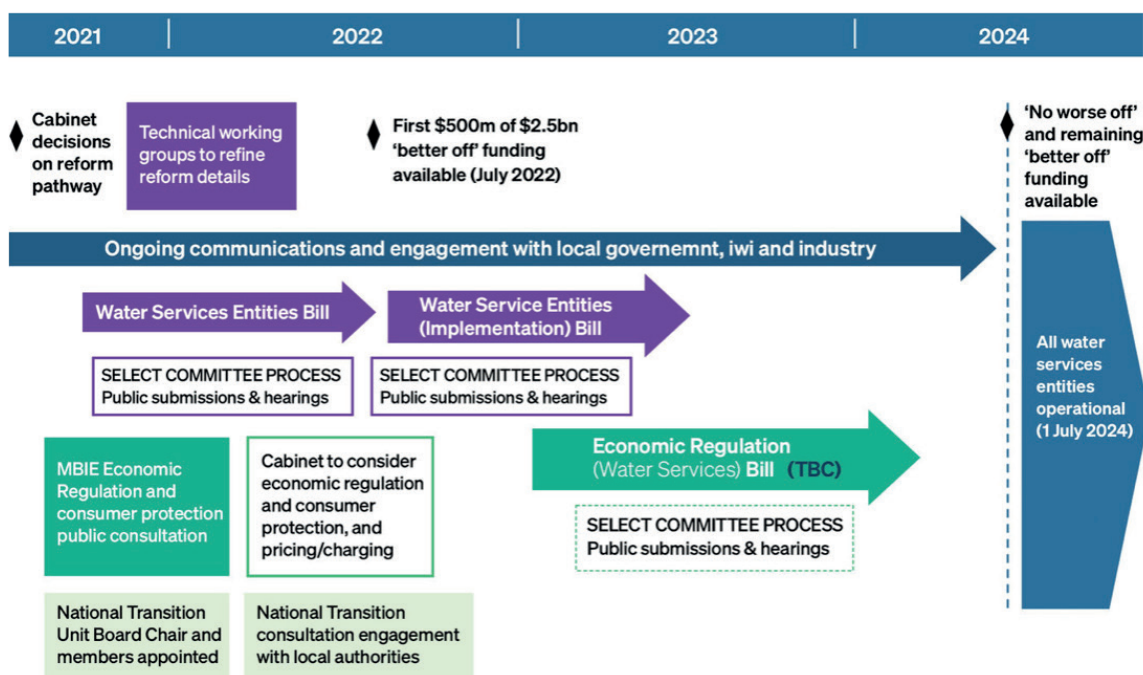 2021
2022
2023
2024
Cabinet
decisions
on reform
pathway
Technical working
groups to refine
reform details
First $500m of $2.5bn
‘better off’ funding
available (July 2022)
‘No worse off’
and remaining
‘better off’
funding
available
Ongoing communications and engagement with local governemnt, iwi and industry
Water Services Entities Bill
Water Service Entities
(Implementation) Bill
SELECT COMMITTEE PROCESS
Public submissions & hearings
SELECT COMMITTEE PROCESS
Public submissions & hearings
All water
services
entities
operational
(1 July 2024)
MBIE Economic
Regulation and
consumer protection
public consultation
Cabinet to consider
economic regulation
and consumer
protection, and
pricing/charging
Economic Regulation
(Water Services) Bill (TBC)
SELECT COMMITTEE PROCESS
Public submissions & hearings
National Transition
Unit Board Chair and
members appointed
National Transition
consultation engagement
with local authorities